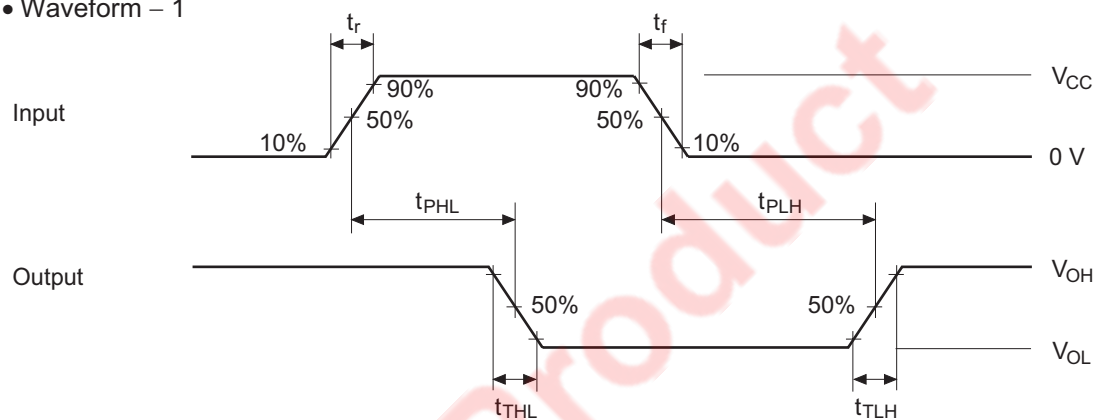 • Waveform – 1
tr
tf
90%
90%
VCC
Input
50%
50%
10%
10%
0 V
tPHL
tPLH
Output
VOH
50%
50%
VOL
tTHL
tTLH
Product